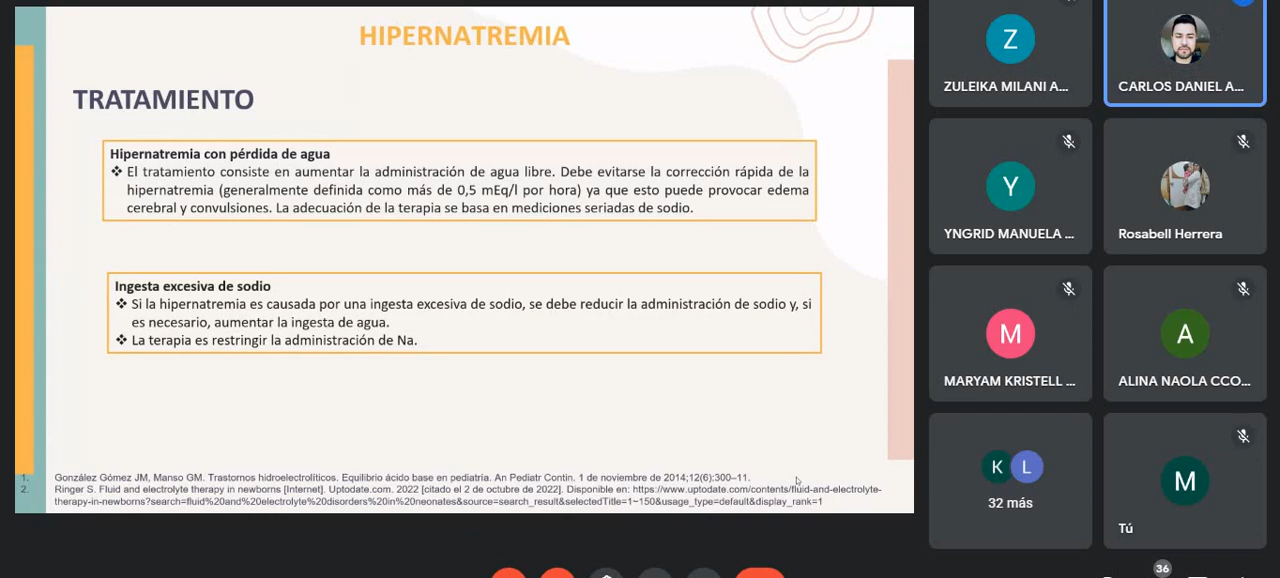 HIPERNATREMIA
TRATAMIENTO
Hipernatremia con pérdida de agua
❖ El tratamiento consiste en aumentar la administración de agua libre. Debe evitarse la corrección rápida de la
hipernatremia (generalmente definida como más de 0,5 mEq/l por hora) ya que esto puede provocar edema
cerebral y convulsiones. La adecuación de la terapia se basa en mediciones seriadas de sodio.
Ingesta excesiva de sodio
❖ Si la hipernatremia es causada por una ingesta excesiva de sodio, se debe reducir la administración de sodio y, si
es necesario, aumentar la ingesta de agua.
❖ La terapia es restringir la administración de Na.
1. González Gómez JM, Manso GM. Trastornos hidroelectrolíticos. Equilibrio ácido base en pediatría. An Pediatr Contin. 1 de noviembre de 2014;12(6):300–11.
2. Ringer S. Fluid and electrolyte therapy in newborns [Internet]. Uptodate.com. 2022 [citado el 2 de octubre de 2022]. Disponible en: https://www.uptodate.com/contents/fluid-and-electrolyte-
therapy-in-newborns?search=fluid%20and%20electrolyte%20disorders%20in%20neonates&source=search_result&selectedTitle=1~150&usage_type=default&display_rank=1
Z
ZULEIKA MILANI A...
CARLOS DANIEL A...
Y
YNGRID MANUELA ...
Rosabell Herrera
M
MARYAM KRISTELL ...
A
ALINA NAOLA CCO...
K L
32 más
M
Tú
36